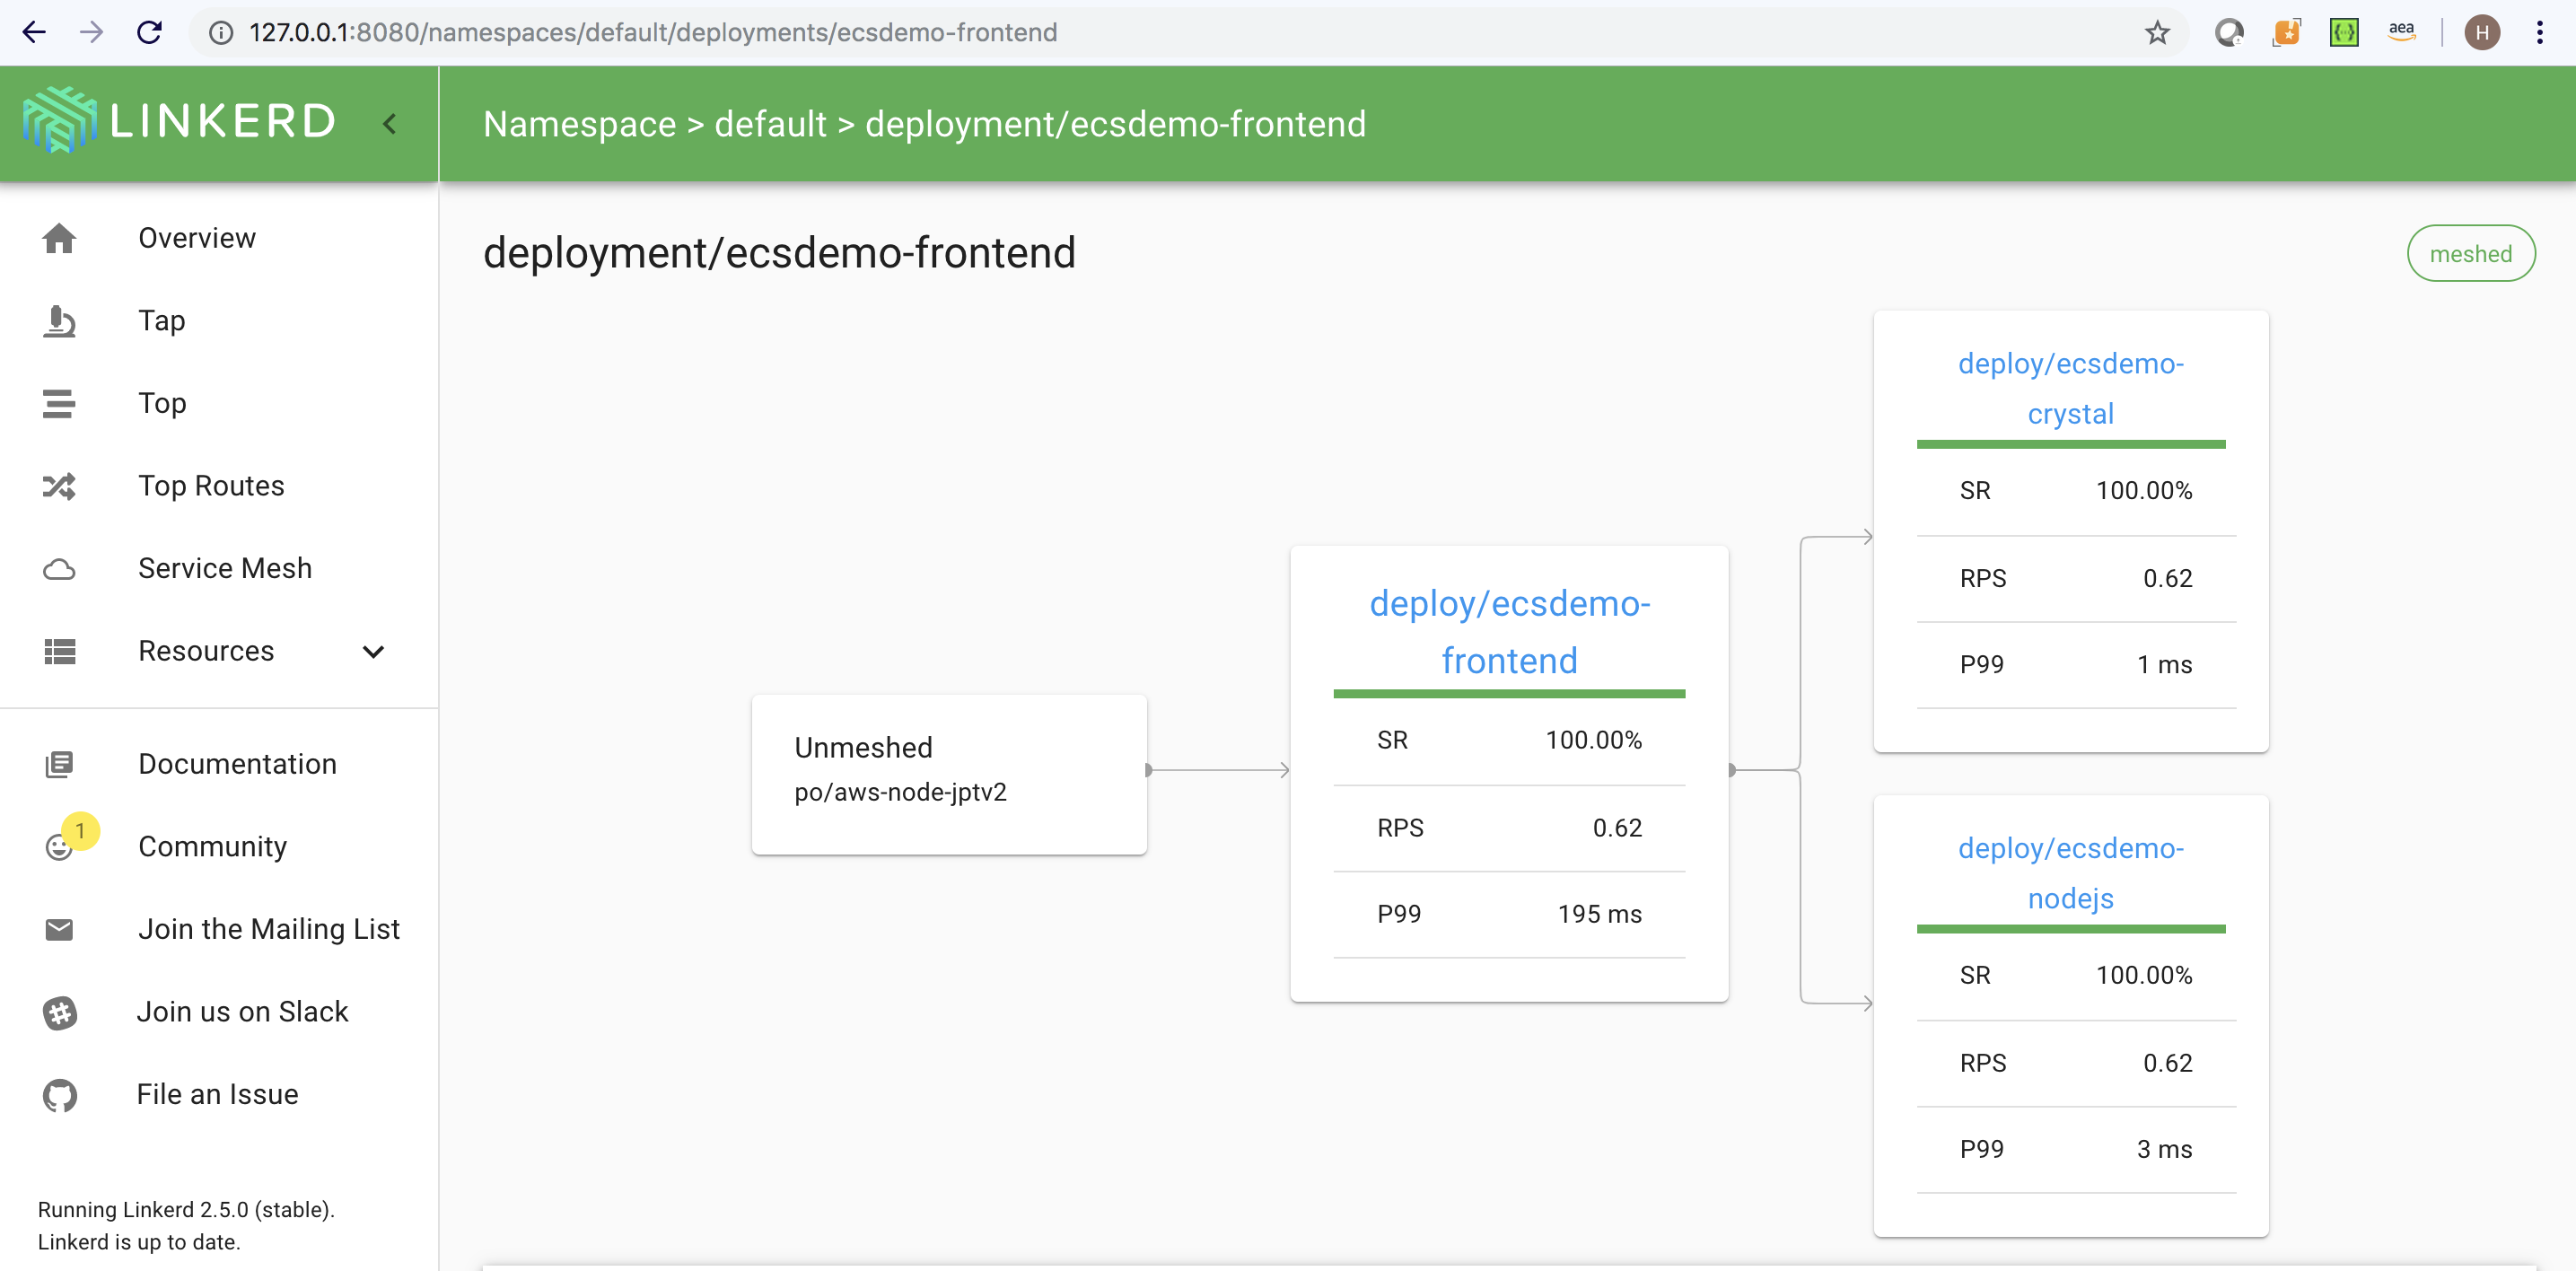 127.0.0.1:8080/namespaces/default/deployments/ecsdemo-frontend
aea
H
LINKERD
Namespace > default > deployment/ecsdemo-frontend
Overview
Tap
Top
Top Routes
Service Mesh
Resources
Documentation
1
Community
Join the Mailing List
Join us on Slack
File an Issue
Running Linkerd 2.5.0 (stable).
Linkerd is up to date.
deployment/ecsdemo-frontend
meshed
Unmeshed
po/aws-node-jptv2
deploy/ecsdemo-
frontend
SR 100.00%
RPS 0.62
P99 195 ms
deploy/ecsdemo-
crystal
SR 100.00%
RPS 0.62
P99 1 ms
deploy/ecsdemo-
nodejs
SR 100.00%
RPS 0.62
P99 3 ms